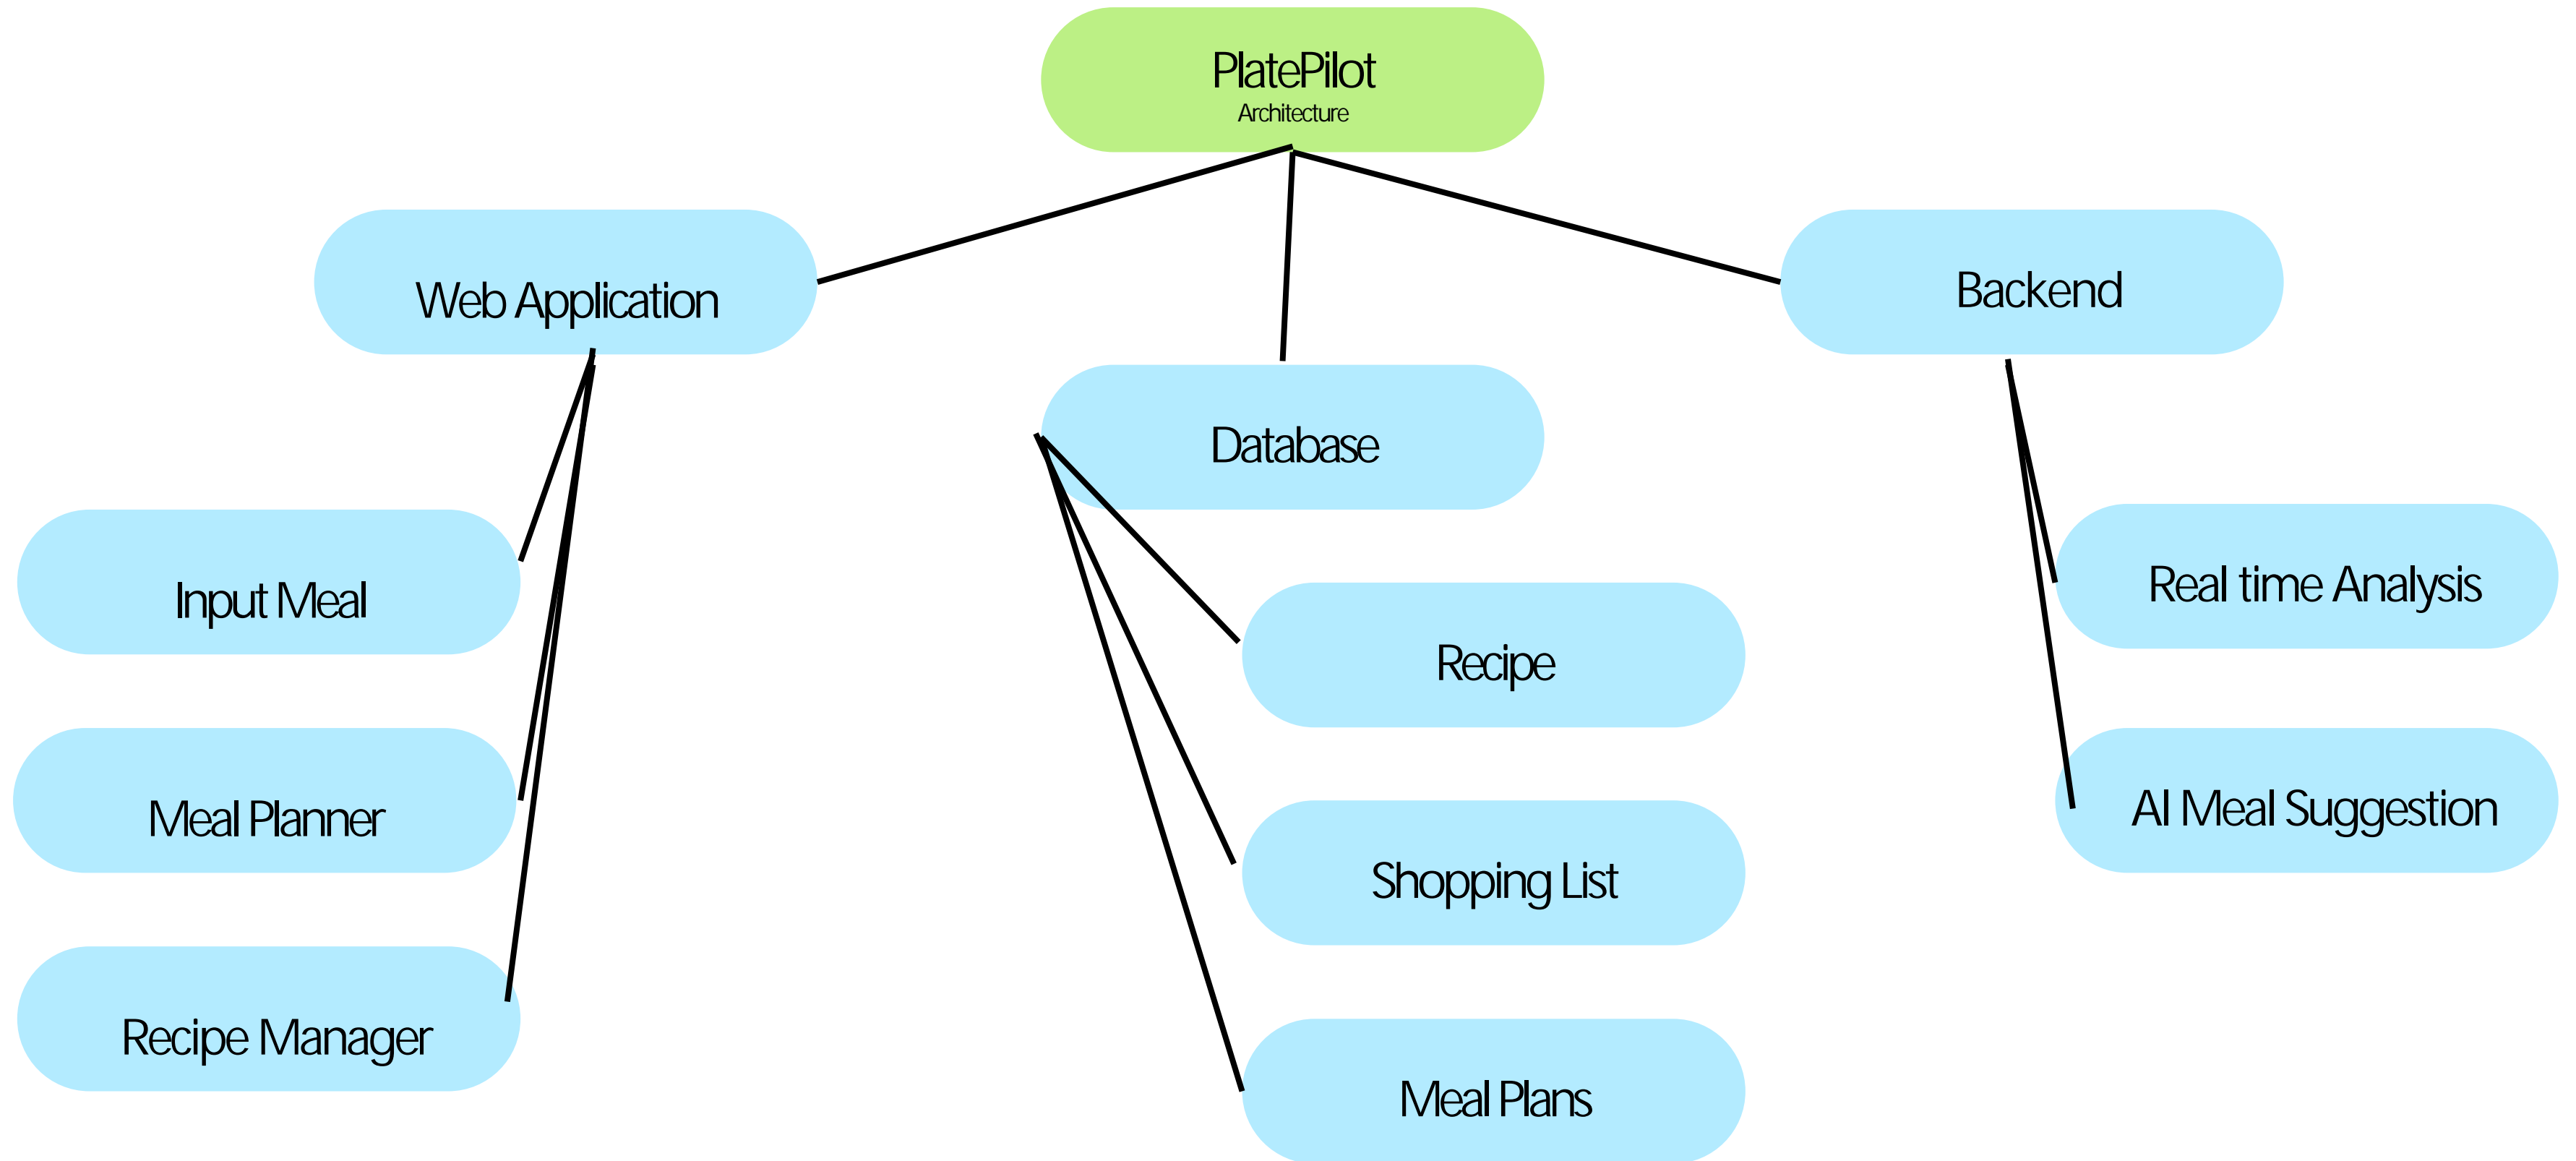 PlatePilot
Architecture
Web Application
Backend
Database
Input Meal
Real time Analysis
Recipe
Meal Planner
AI Meal Suggestion
Shopping List
Recipe Manager
Meal Plans